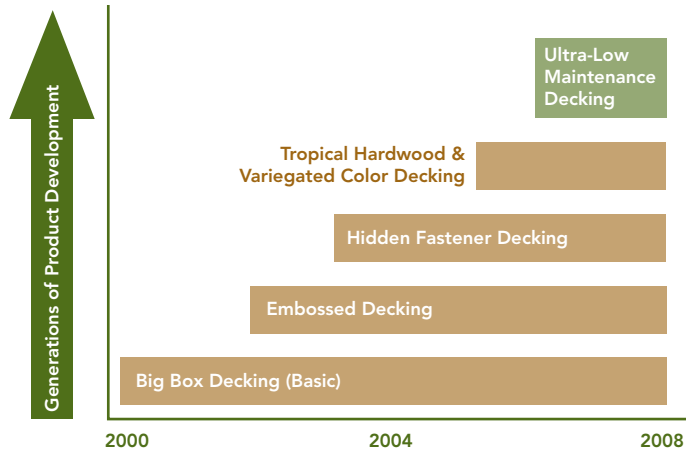 Generations of Product Development
Ultra-Low
Maintenance
Decking
Tropical Hardwood &
Variegated Color Decking
Hidden Fastener Decking
Embossed Decking
Big Box Decking (Basic)
2000
2004
2008